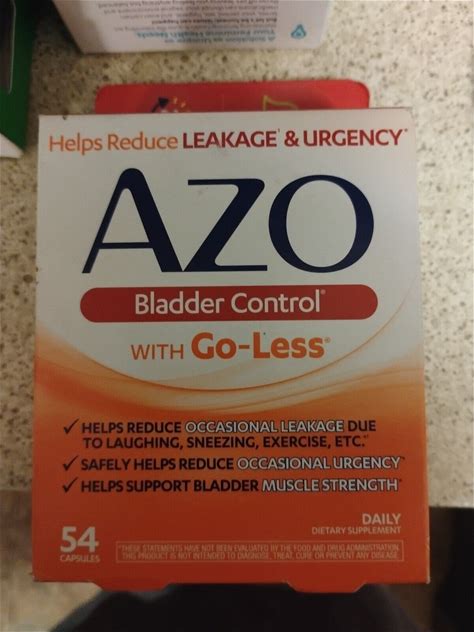 Helps Reduce LEAKAGE† & URGENCY*
AZO
Bladder Control®
WITH Go-Less®
✓ HELPS REDUCE OCCASIONAL LEAKAGE DUE
TO LAUGHING, SNEEZING, EXERCISE, ETC.*†
✓ SAFELY HELPS REDUCE OCCASIONAL URGENCY*
✓ HELPS SUPPORT BLADDER MUSCLE STRENGTH*
DAILY
DIETARY SUPPLEMENT
54
CAPSULES
*THESE STATEMENTS HAVE NOT BEEN EVALUATED BY THE FOOD AND DRUG ADMINISTRATION.
THIS PRODUCT IS NOT INTENDED TO DIAGNOSE, TREAT, CURE OR PREVENT ANY DISEASE.